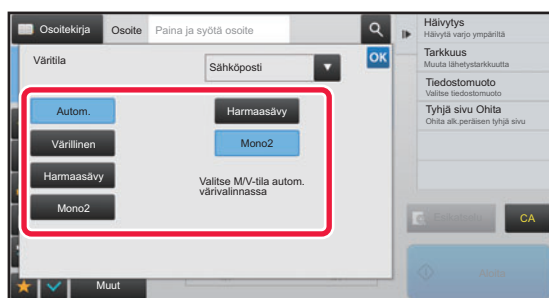 Osoitekirja
Osoite
Paina ja syötä osoite
Väritila
Sähköposti
OK
Autom.
Harmaasävy
Värillinen
Mono2
Harmaasävy
Mono2
Valitse M/V-tila autom.
värivalinnassa
Muut
Häivytys
Häivytä varjo ympäriltä
Tarkkuus
Muuta lähetystarkkuutta
Tiedostomuoto
Valitse tiedostomuoto
Tyhjä sivu Ohita
Ohita alk.peräisen tyhjä sivu
CA
Aloita